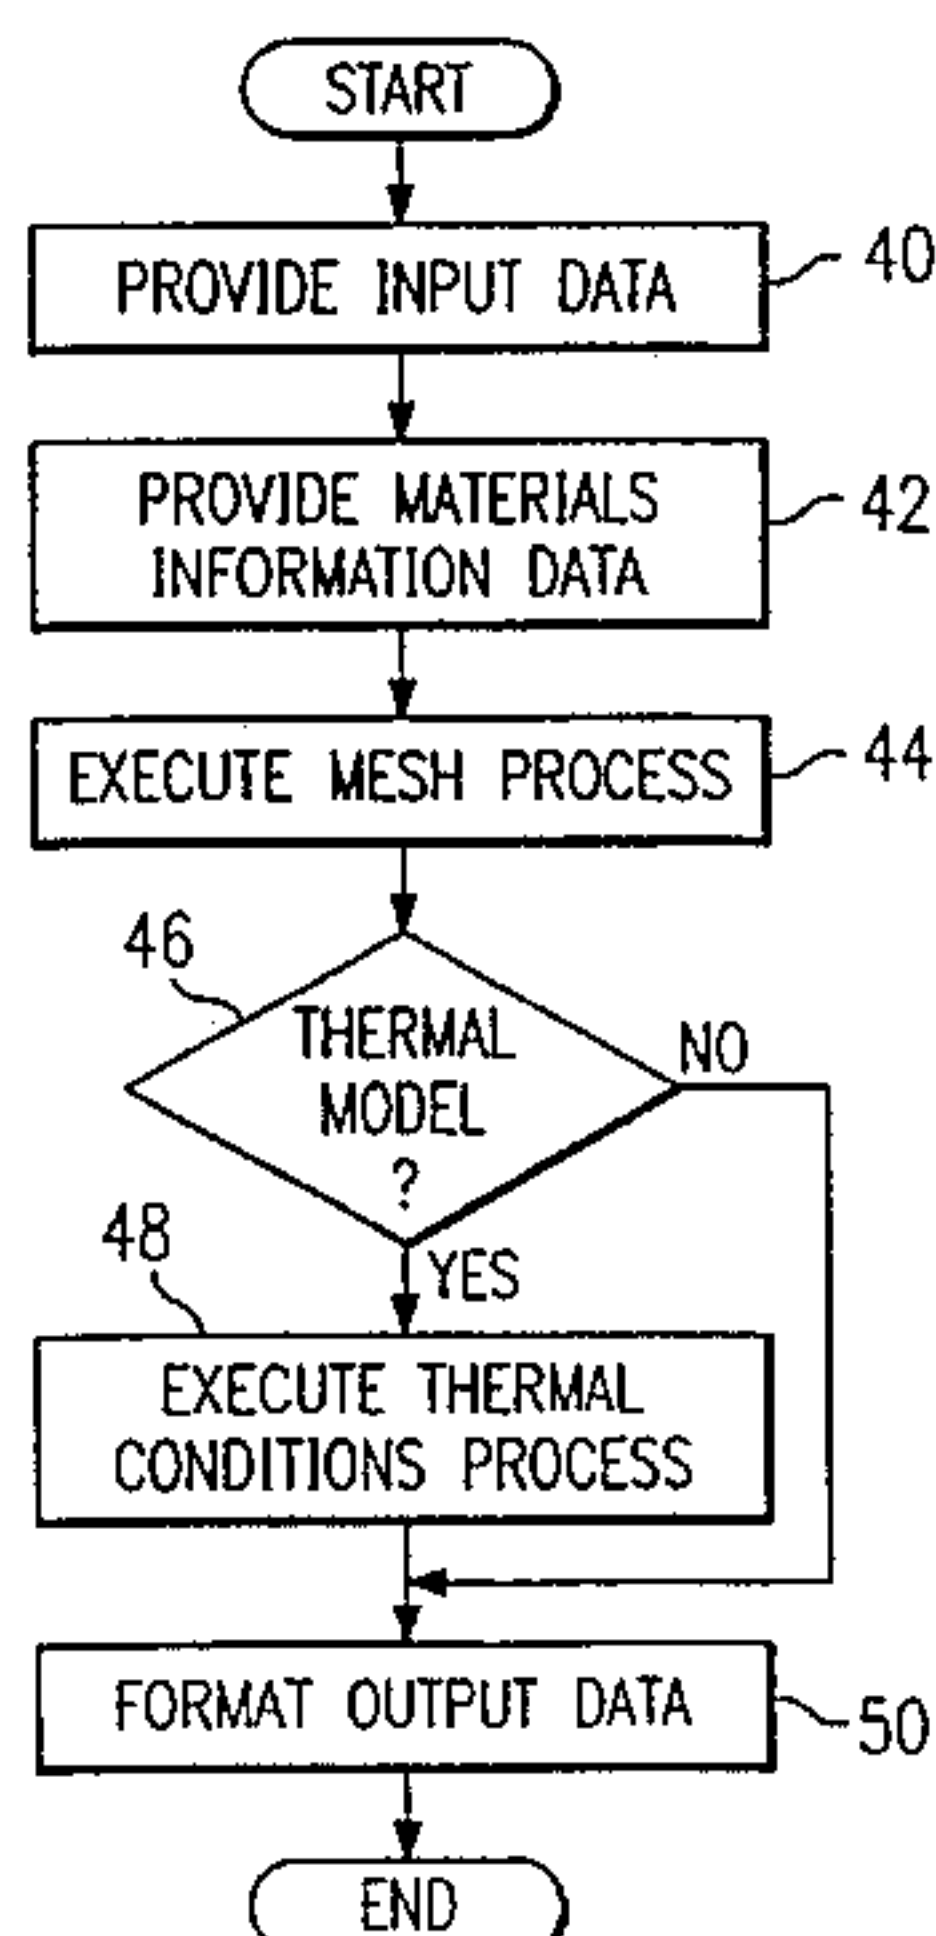 START
PROVIDE INPUT DATA
40
PROVIDE MATERIALS
INFORMATION DATA
42
EXECUTE MESH PROCESS
44
46
THERMAL
MODEL
?
NO
YES
48
EXECUTE THERMAL
CONDITIONS PROCESS
FORMAT OUTPUT DATA
50
END